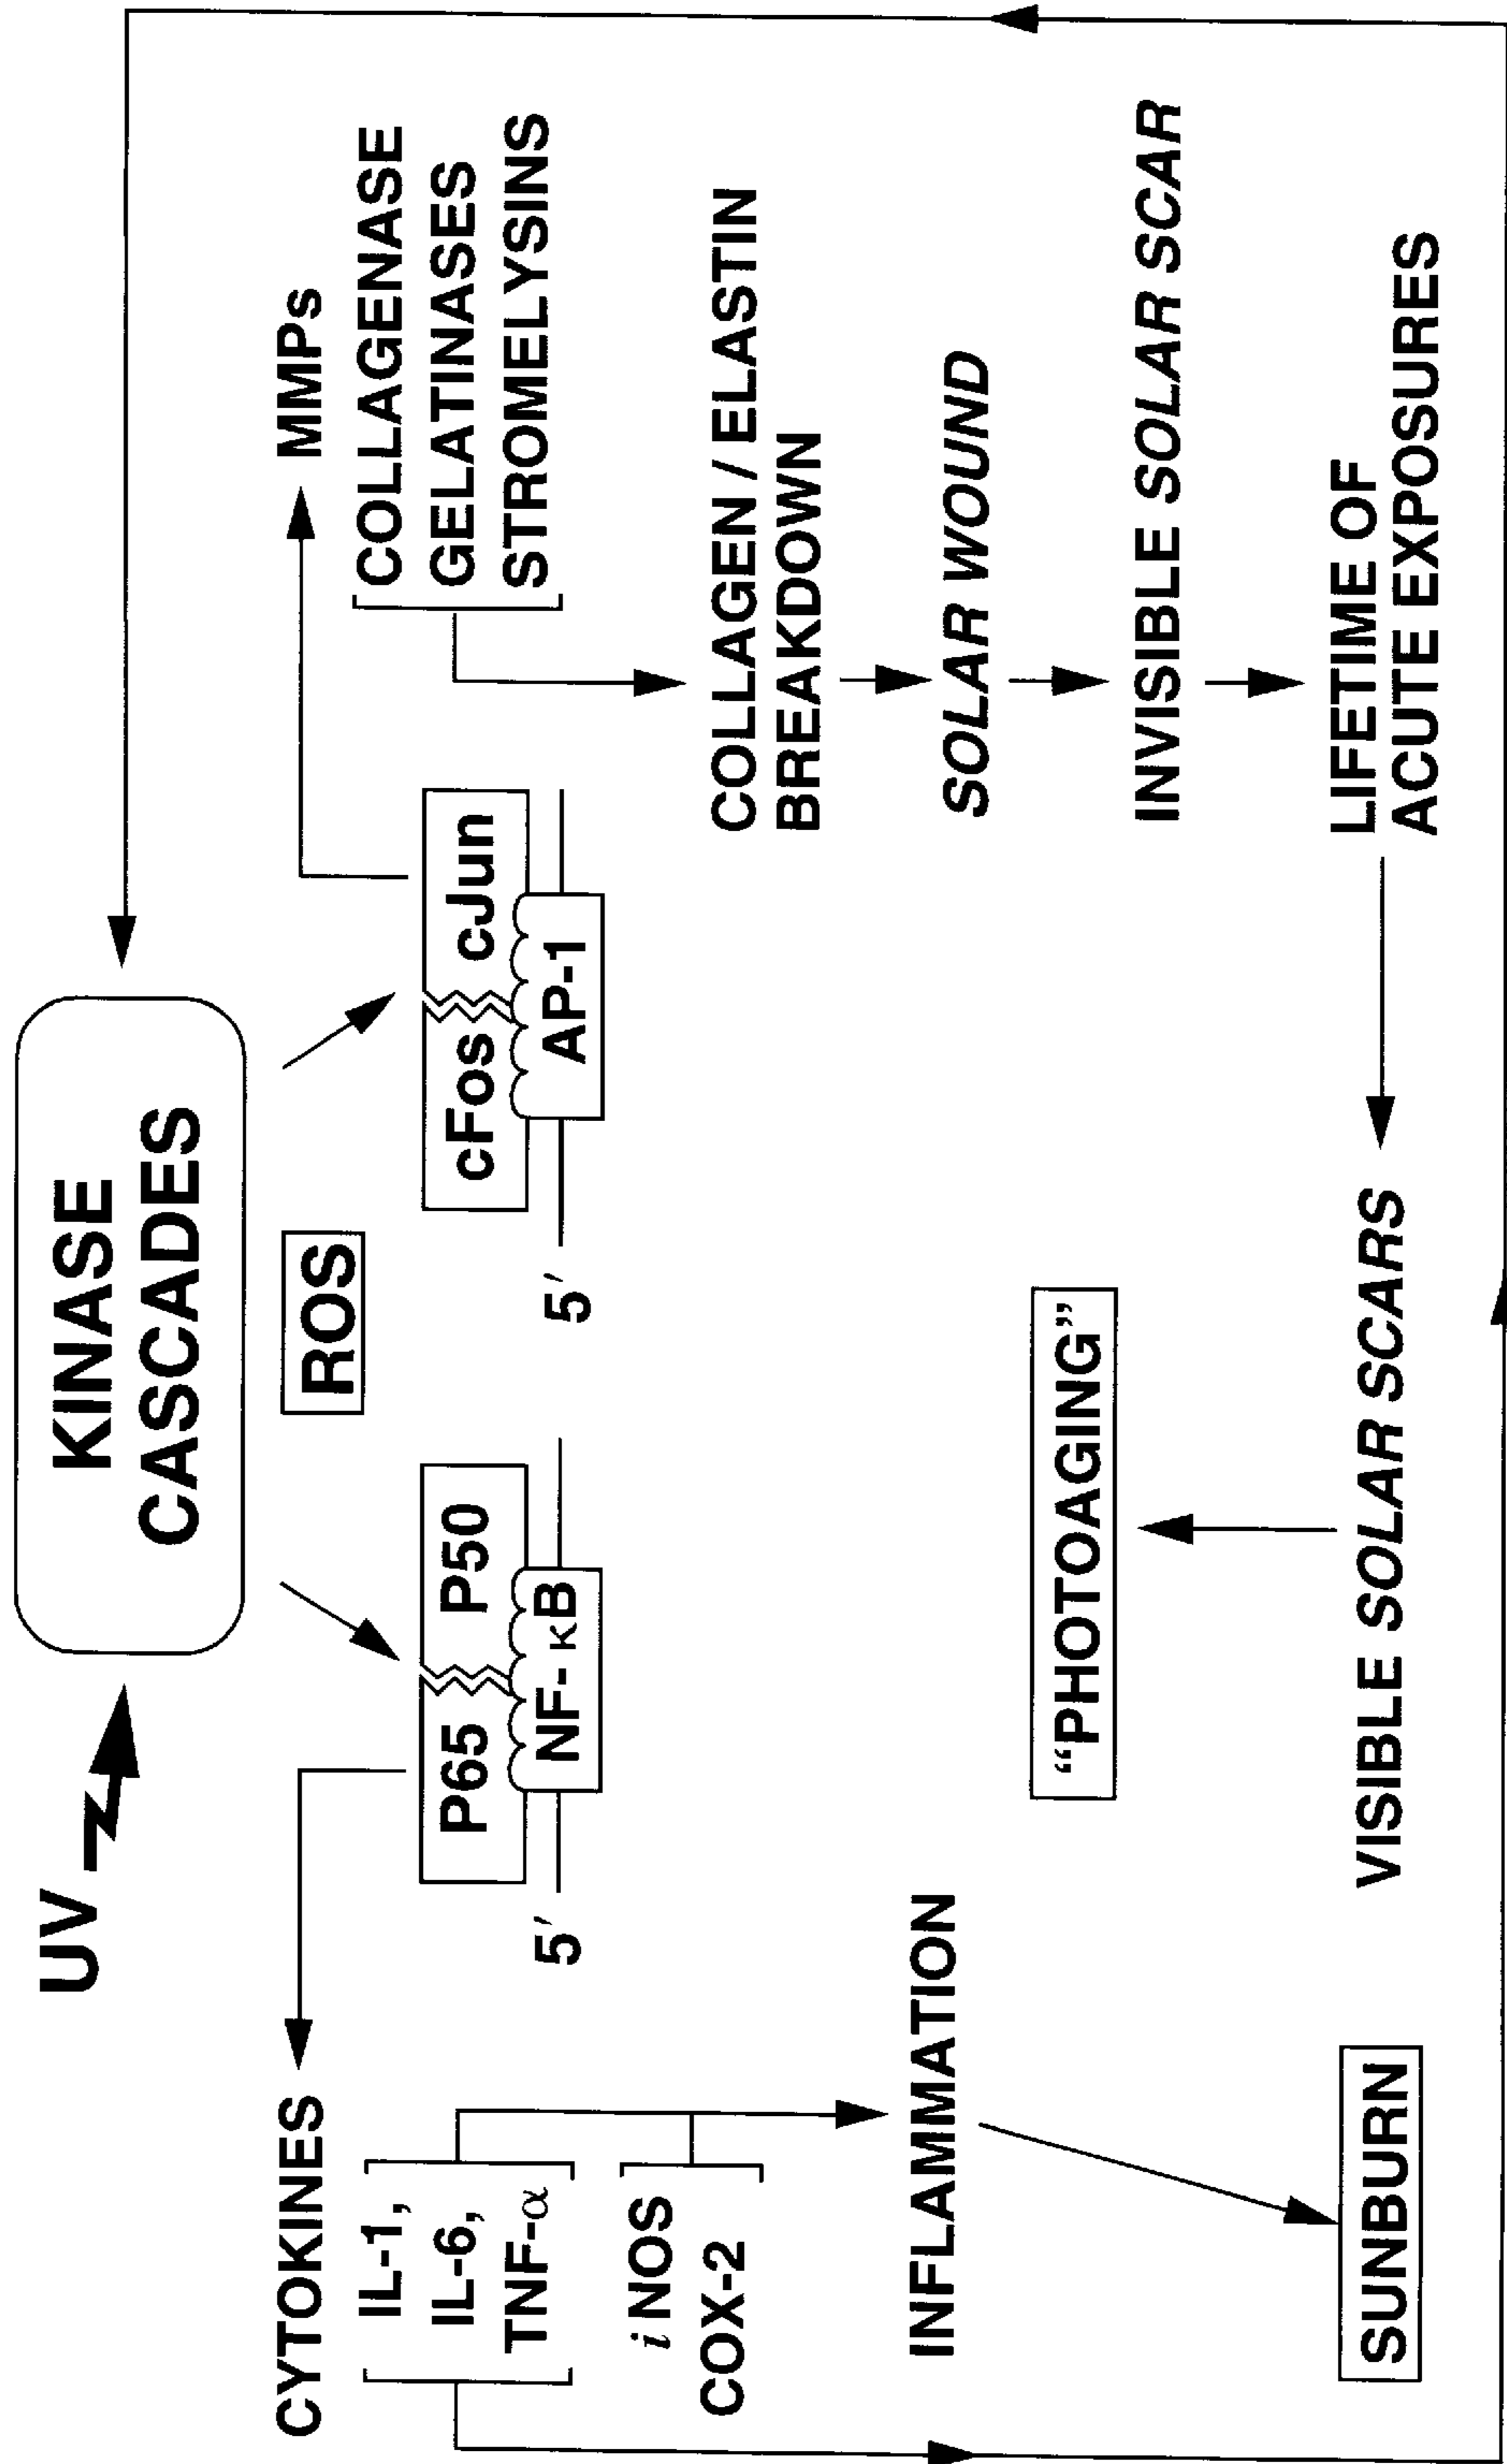 UV
KINASE
CASCADES
ROS
CYTOKINES
IL-1,
IL-6,
TNF-α
i NOS
COX-2
P65 P50
NF-κB
5′
cFos cJun
AP-1
5′
MMPs
COLLAGENASE
GELATINASES
STROMELYSINS
COLLAGEN / ELASTIN
BREAKDOWN
SOLAR WOUND
INVISIBLE SOLAR SCAR
LIFETIME OF
ACUTE EXPOSURES
INFLAMMATION
SUNBURN
"PHOTOAGING"
VISIBLE SOLAR SCARS